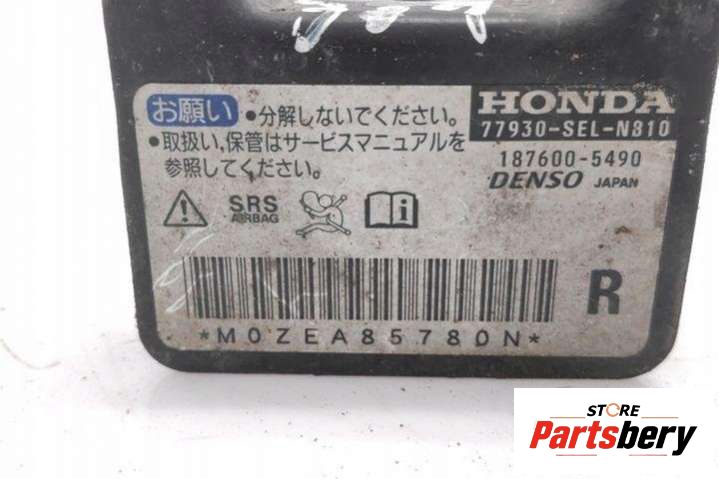 お願い ●分解しないでください。
●取扱い,保管はサービスマニュアルを
参照してください。
HONDA
77930-SEL-N810
187600-5490
DENSO JAPAN
SRS
AIRBAG
R
*M0ZEA85780N*
STORE
Partsbery